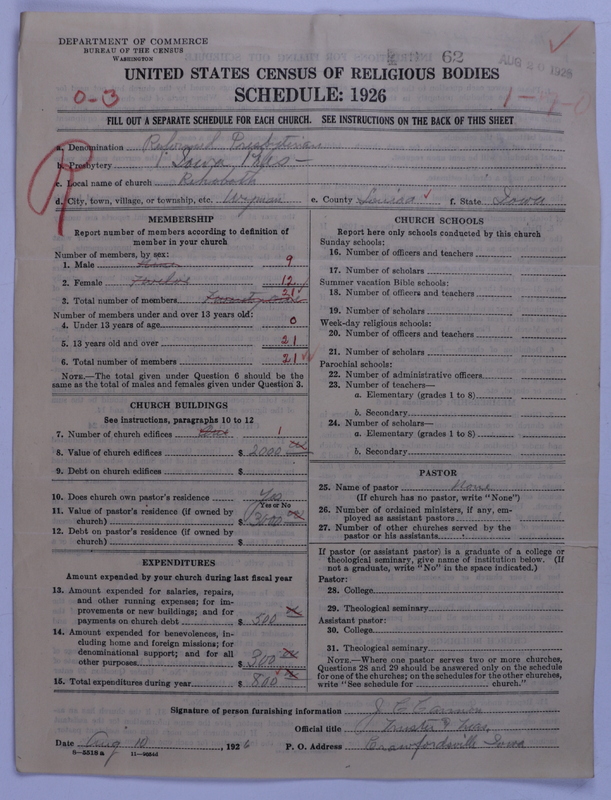 DEPARTMENT OF COMMERCE
BUREAU OF THE CENSUS
WASHINGTON
62
AUG 20 1926
UNITED STATES CENSUS OF RELIGIOUS BODIES
SCHEDULE: 1926
0-3
FILL OUT A SEPARATE SCHEDULE FOR EACH CHURCH. SEE INSTRUCTIONS ON THE BACK OF THIS SHEET
R
a. Denomination Reformed Presbyterian
b. Presbytery Iowa Pres—
c. Local name of church Rehoboth
d. City, town, village, or township, etc. Wyman e. County Louisa f. State Iowa
MEMBERSHIP
Report number of members according to definition of member in your church
Number of members, by sex:
1. Male 9
2. Female Twelve 12
3. Total number of members Twenty one 21
Number of members under and over 13 years old:
4. Under 13 years of age 0
5. 13 years old and over 21
6. Total number of members 21
NOTE.—The total given under Question 6 should be the same as the total of males and females given under Question 3.
CHURCH BUILDINGS
See instructions, paragraphs 10 to 12
7. Number of church edifices One 1
8. Value of church edifices $ 2000
9. Debt on church edifices $
10. Does church own pastor's residence Yes
Yes or No
11. Value of pastor's residence (if owned by church) $ 3000
12. Debt on pastor's residence (if owned by church) $
EXPENDITURES
Amount expended by your church during last fiscal year
13. Amount expended for salaries, repairs, and other running expenses; for improvements or new buildings; and for payments on church debt $ 500
14. Amount expended for benevolences, including home and foreign missions; for denominational support; and for all other purposes $ 300
15. Total expenditures during year $ 800
CHURCH SCHOOLS
Report here only schools conducted by this church
Sunday schools:
16. Number of officers and teachers
17. Number of scholars
Summer vacation Bible schools:
18. Number of officers and teachers
19. Number of scholars
Week-day religious schools:
20. Number of officers and teachers
21. Number of scholars
Parochial schools:
22. Number of administrative officers
23. Number of teachers—
a. Elementary (grades 1 to 8)
b. Secondary
24. Number of scholars—
a. Elementary (grades 1 to 8)
b. Secondary
PASTOR
25. Name of pastor None
(If church has no pastor, write "None")
26. Number of ordained ministers, if any, employed as assistant pastors
27. Number of other churches served by the pastor or his assistants
If pastor (or assistant pastor) is a graduate of a college or theological seminary, give name of institution below. (If not a graduate, write "No" in the space indicated.)
Pastor:
28. College
29. Theological seminary
Assistant pastor:
30. College
31. Theological seminary
NOTE.—Where one pastor serves two or more churches, Questions 28 and 29 should be answered only on the schedule for one of the churches; on the schedules for the other churches, write "See schedule for church."
Signature of person furnishing information
Official title Trustee & Treas.
Date Aug 10, 1926 P. O. Address Crawfordsville Iowa
8—5518 a